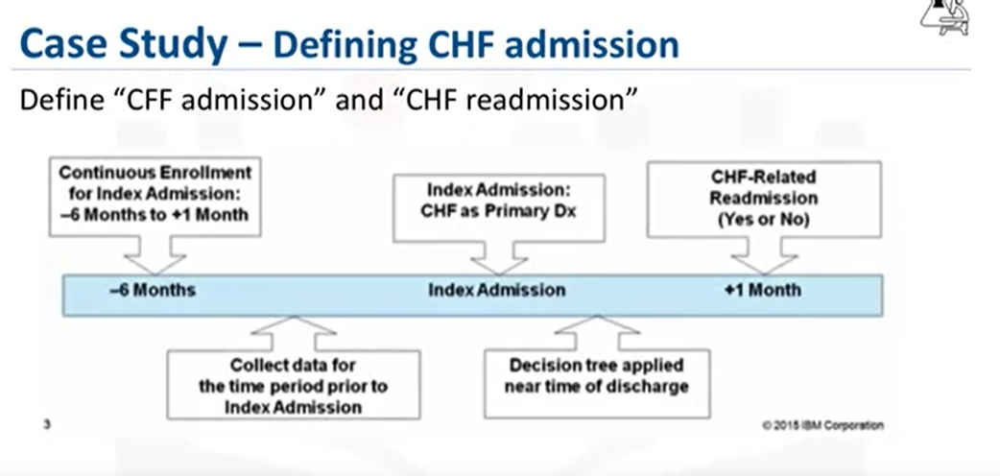 Case Study – Defining CHF admission
Define “CFF admission” and “CHF readmission”
Continuous Enrollment
for Index Admission:
–6 Months to +1 Month
Index Admission:
CHF as Primary Dx
CHF-Related
Readmission
(Yes or No)
–6 Months
Index Admission
+1 Month
Collect data for
the time period prior to
Index Admission
Decision tree applied
near time of discharge
3
© 2015 IBM Corporation